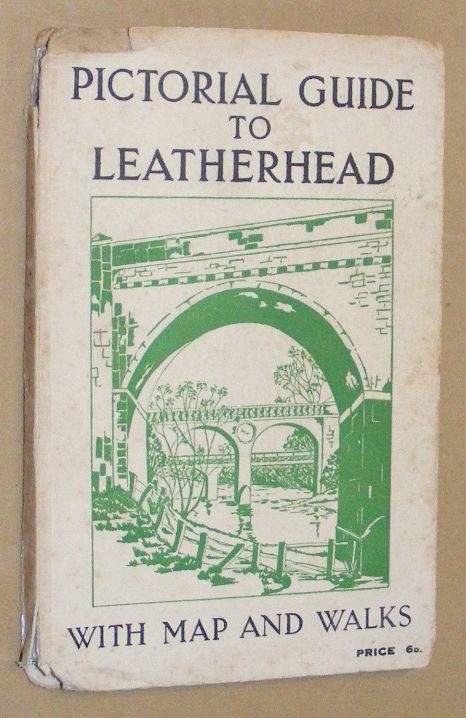 PICTORIAL GUIDE
TO
LEATHERHEAD
WITH MAP AND WALKS
PRICE 6D.